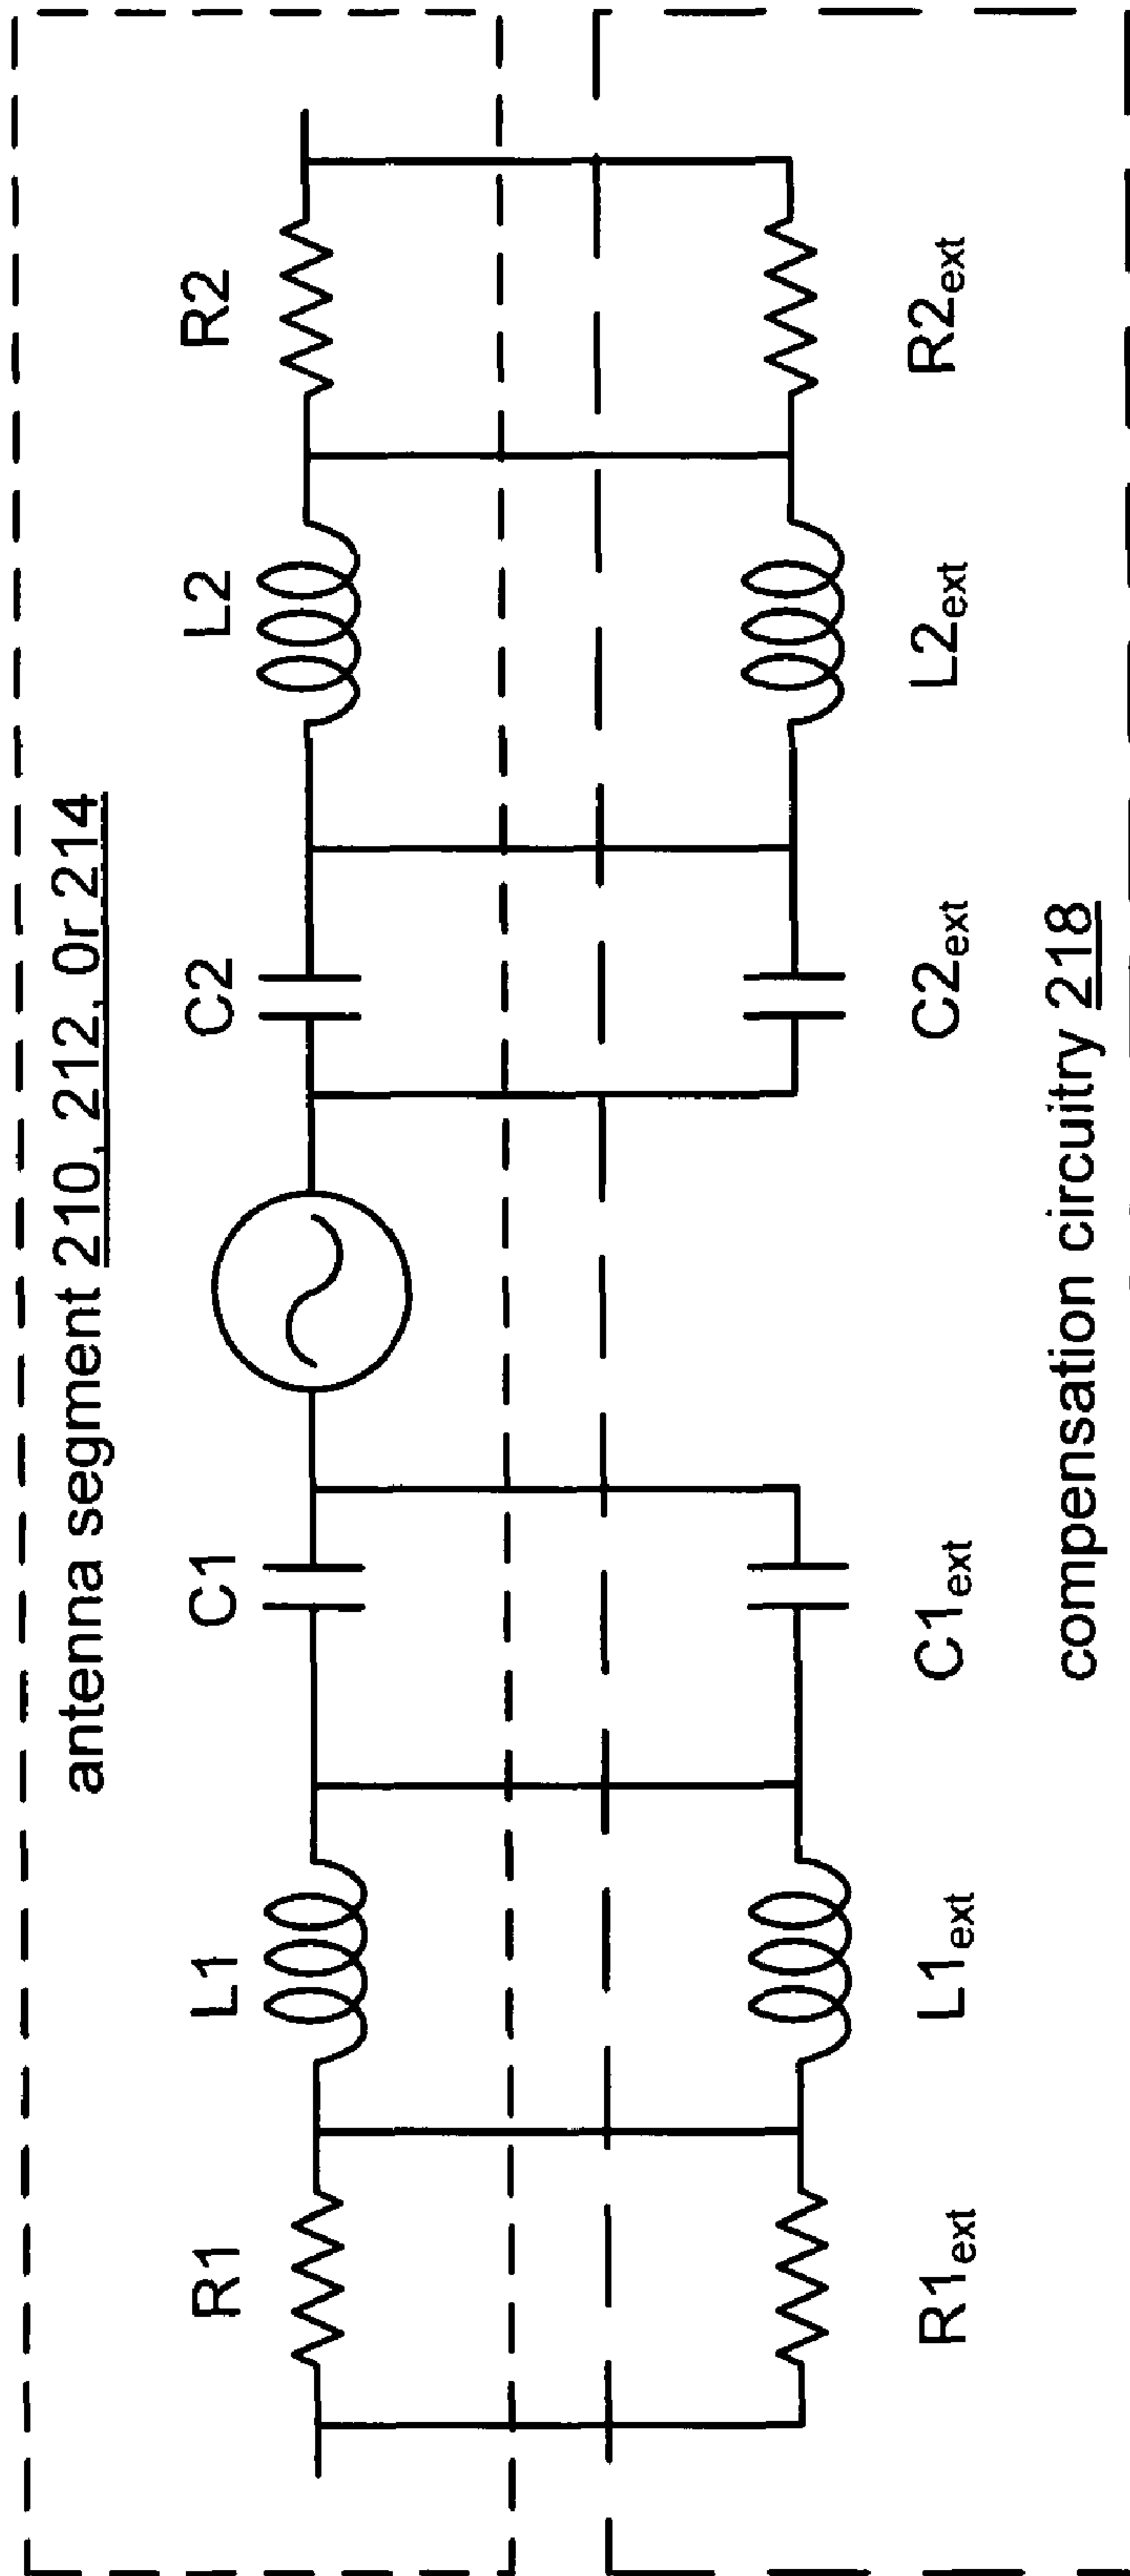 antenna segment 210, 212, 0r 214
R1
L1
C1
C2
L2
R2
R1ext
L1ext
C1ext
C2ext
L2ext
R2ext
compensation circuitry 218